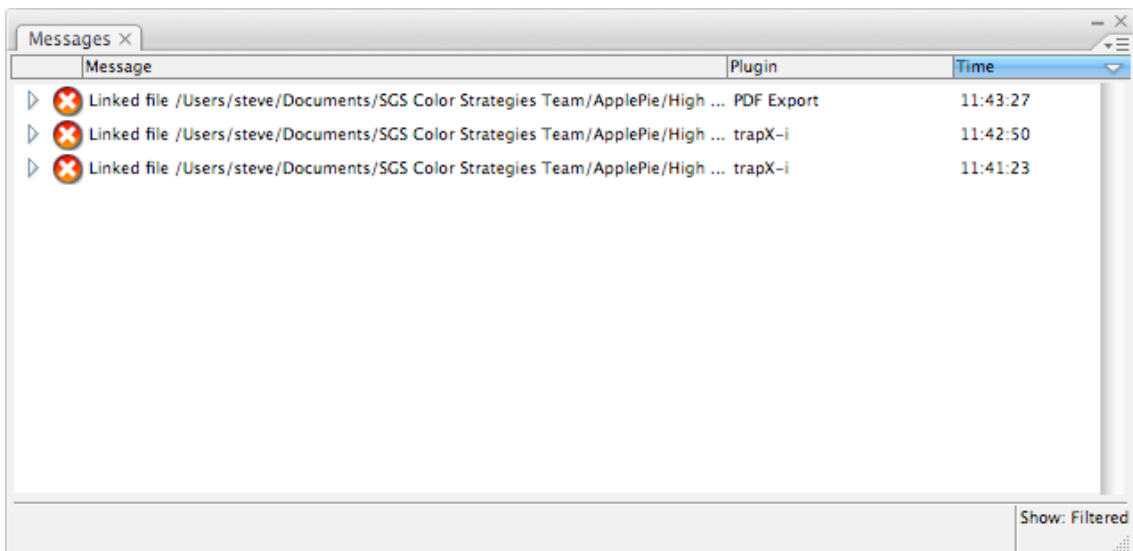 Messages ×
Message Plugin Time
Linked file /Users/steve/Documents/SGS Color Strategies Team/ApplePie/High ... PDF Export 11:43:27
Linked file /Users/steve/Documents/SGS Color Strategies Team/ApplePie/High ... trapX-i 11:42:50
Linked file /Users/steve/Documents/SGS Color Strategies Team/ApplePie/High ... trapX-i 11:41:23
Show: Filtered